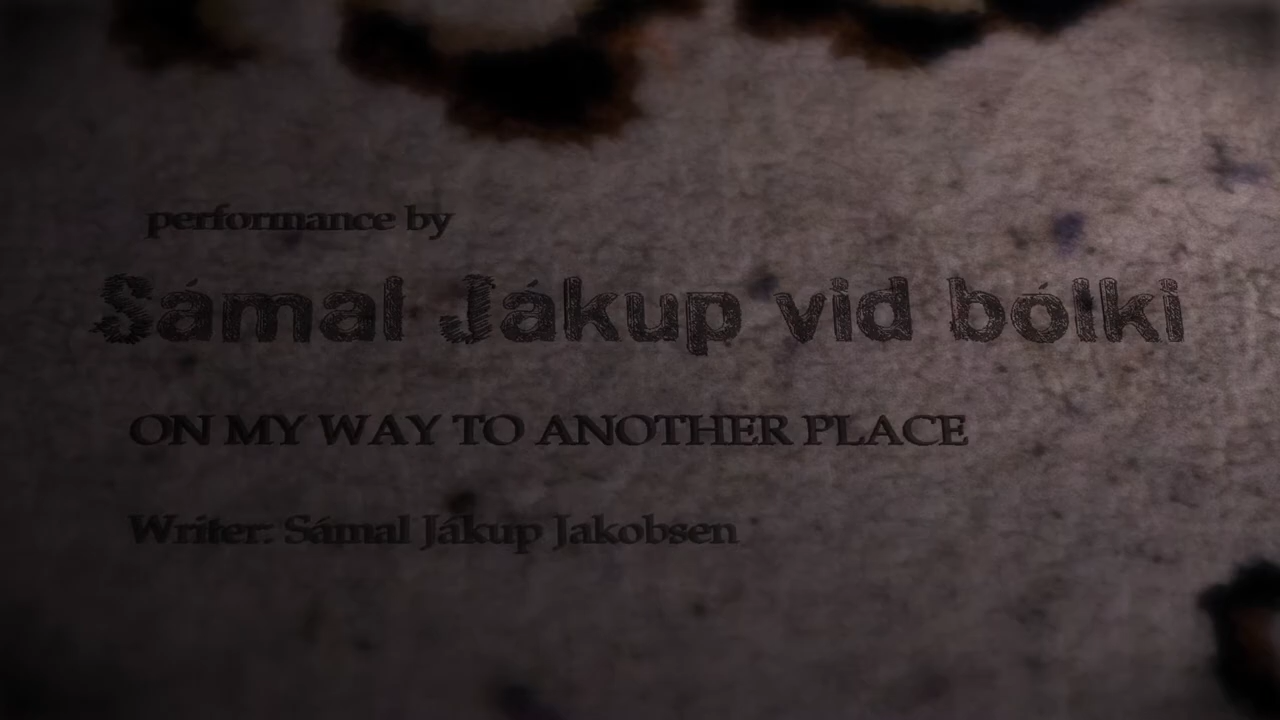 performance by
Sámal Jákup vid bólki
ON MY WAY TO ANOTHER PLACE
Writer: Sámal Jákup Jakobsen